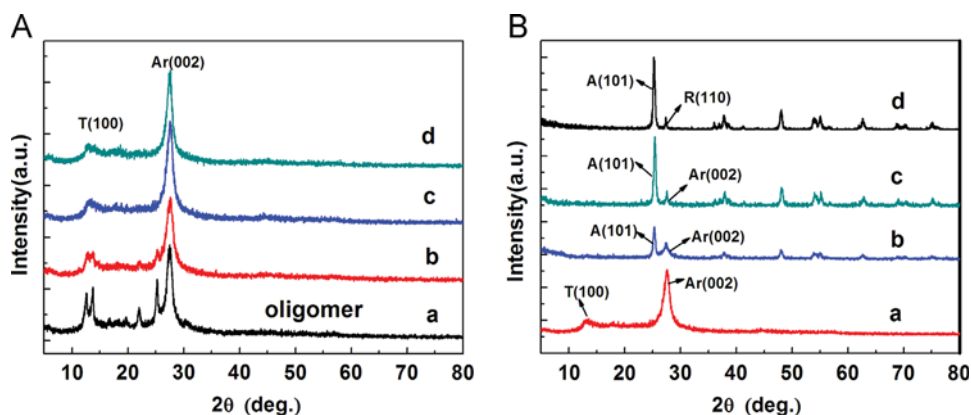 A
Ar(002)
T(100)
d
c
b
oligomer
a
Intensity(a.u.)
10 20 30 40 50 60 70 80
2θ (deg.)
B
A(101)
R(110)
d
A(101)
Ar(002)
c
A(101)
Ar(002)
b
T(100)
Ar(002)
a
Intensity(a.u.)
10 20 30 40 50 60 70 80
2θ (deg.)